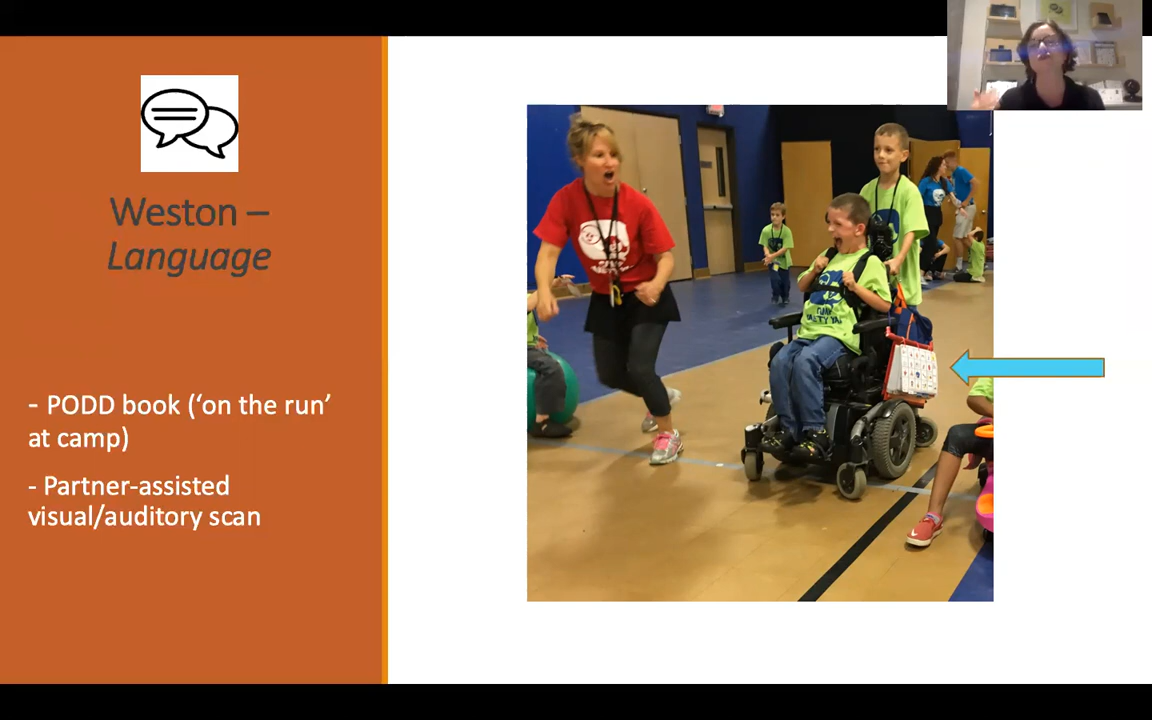 Weston –
Language
- PODD book (‘on the run’
at camp)
- Partner-assisted
visual/auditory scan